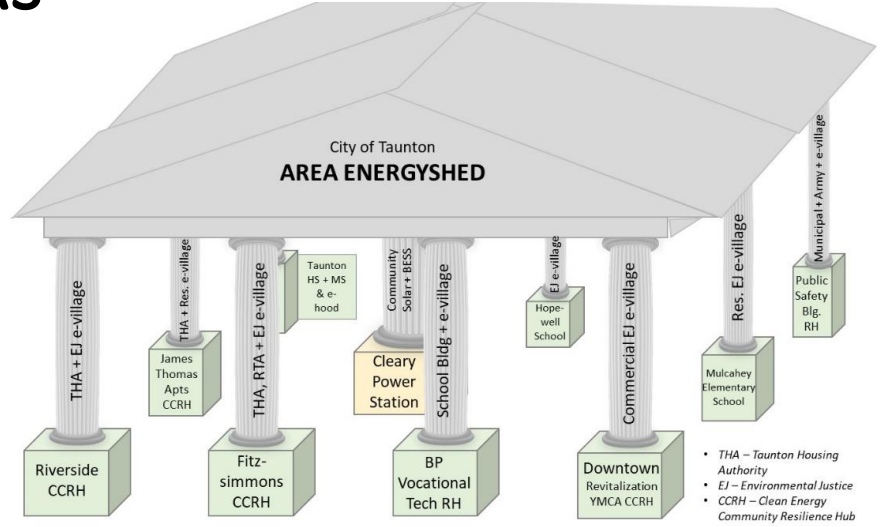 AS
City of Taunton
AREA ENERGYSHED
THA + EJ e-village
Riverside
CCRH
THA + Res. e-village
James
Thomas
Apts
CCRH
THA, RTA + EJ e-village
Fitz-
simmons
CCRH
Taunton
HS + MS
& e-
hood
Community
Solar + BESS
Cleary
Power
Station
School Bldg + e-village
BP
Vocational
Tech RH
EJ e-village
Hope-
well
School
Commercial EJ e-village
Downtown
Revitalization
YMCA CCRH
Res. EJ e-village
Mulcahey
Elementary
School
Municipal + Army + e-village
Public
Safety
Blg.
RH
• THA – Taunton Housing
Authority
• EJ – Environmental Justice
• CCRH – Clean Energy
Community Resilience Hub